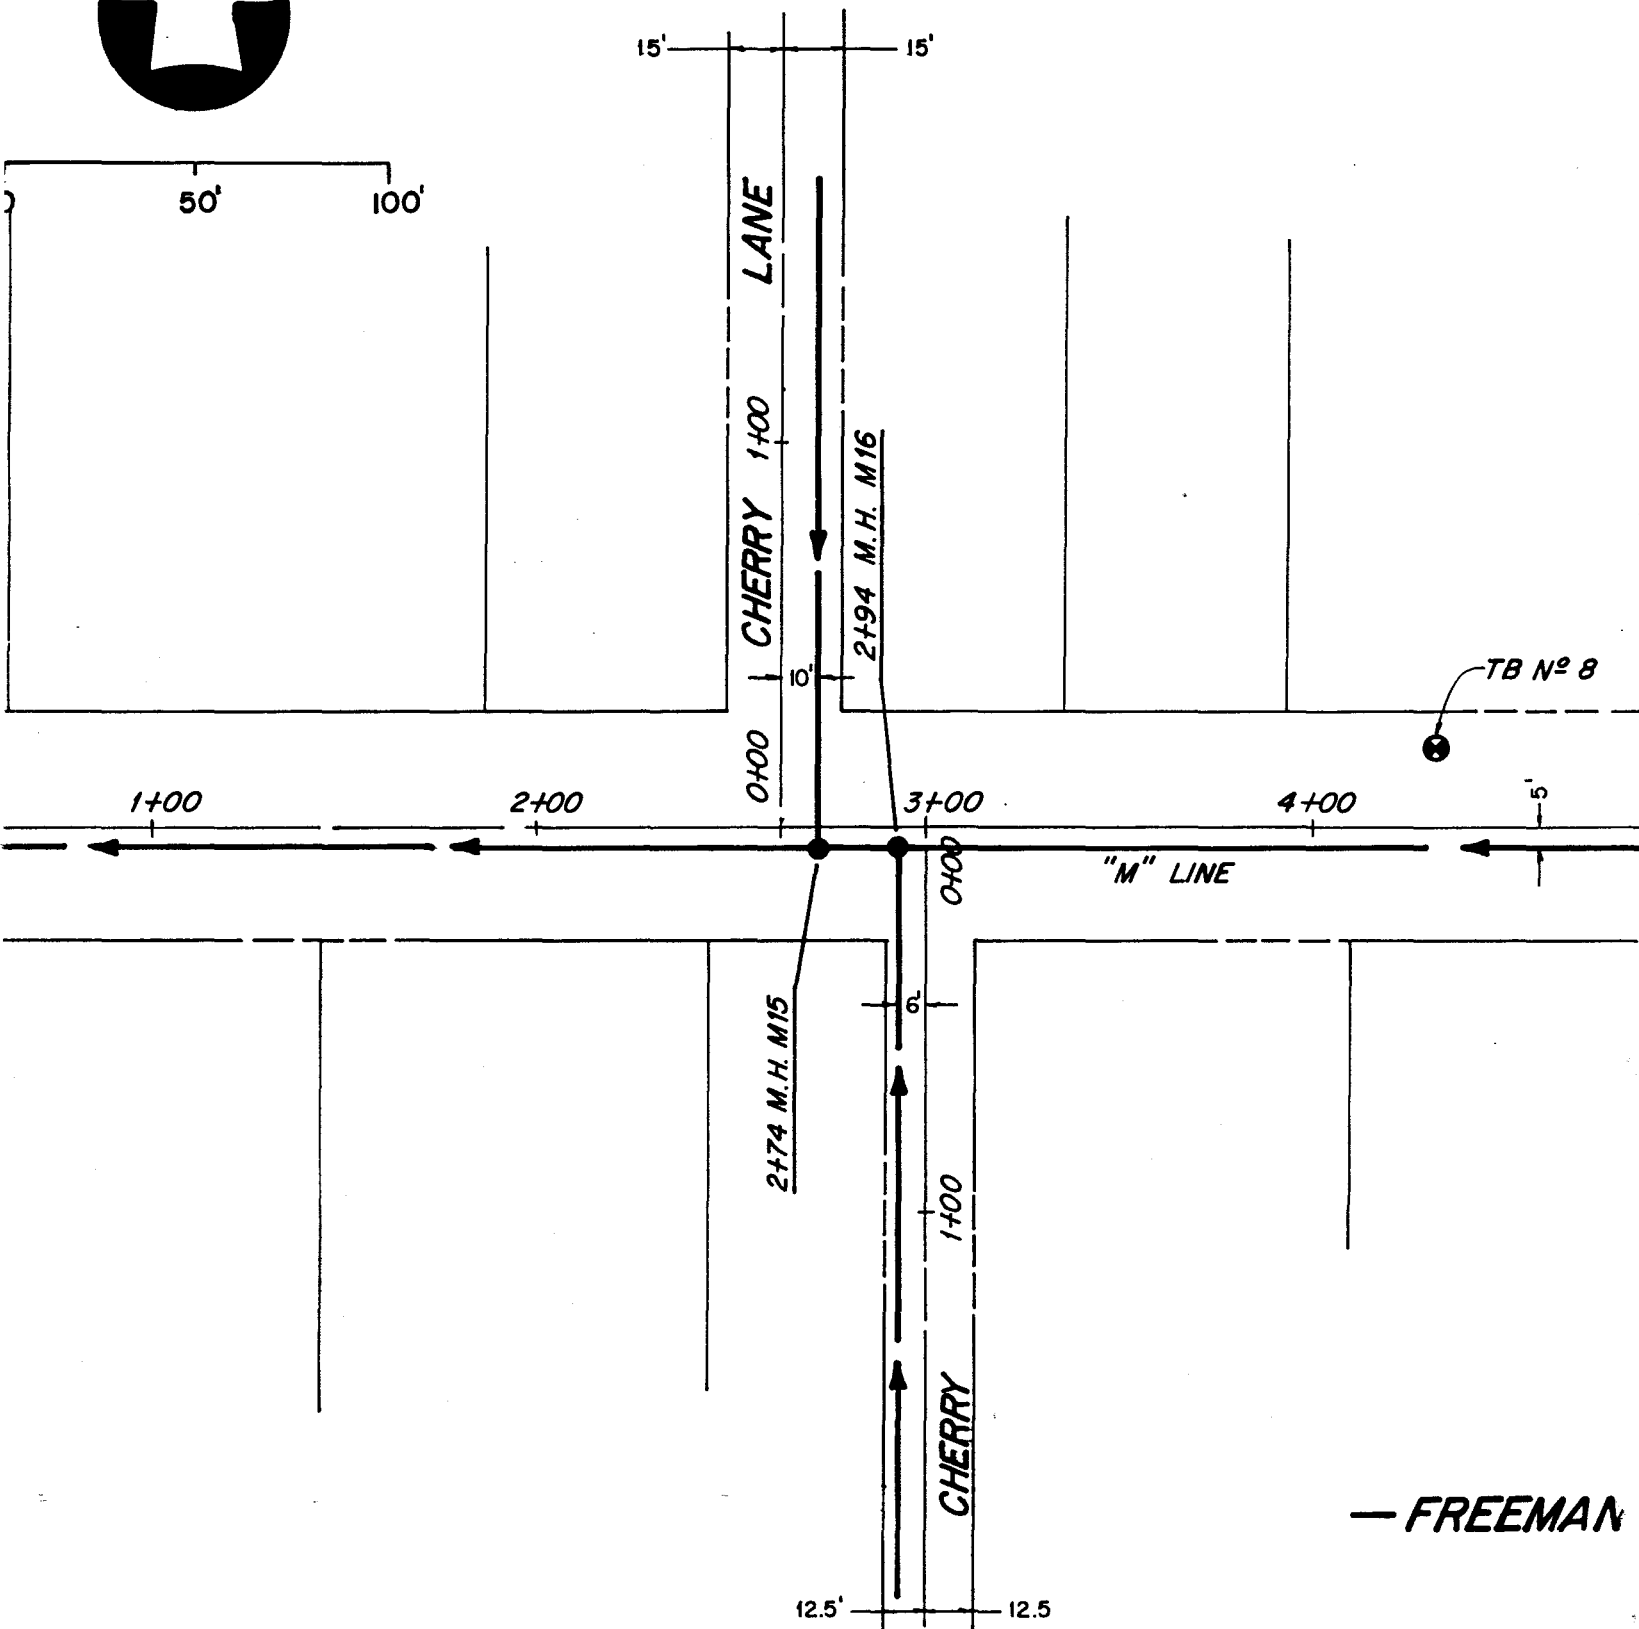 15' 15'
50' 100'
CHERRY LANE
1+00
2+94 M.H. M16
10'
TB Nº 8
0+00
1+00 2+00 3+00 4+00
5'
0+00
"M" LINE
6'
2+74 M.H. M15
1+00
CHERRY
— FREEMAN
12.5' 12.5